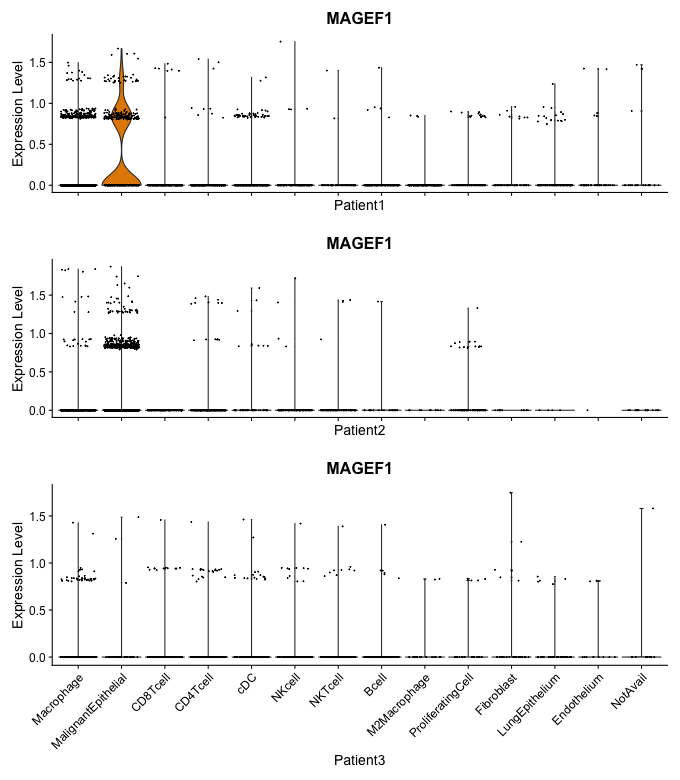 MAGEF1
Expression Level
1.5
1.0
0.5
0.0
Patient1
MAGEF1
Expression Level
1.5
1.0
0.5
0.0
Patient2
MAGEF1
Expression Level
1.5
1.0
0.5
0.0
Macrophage
MalignantEpithelial
CD8Tcell
CD4Tcell
cDC
NKcell
NKTcell
Bcell
M2Macrophage
ProliferatingCell
Fibroblast
LungEpithelium
Endothelium
NotAvail
Patient3